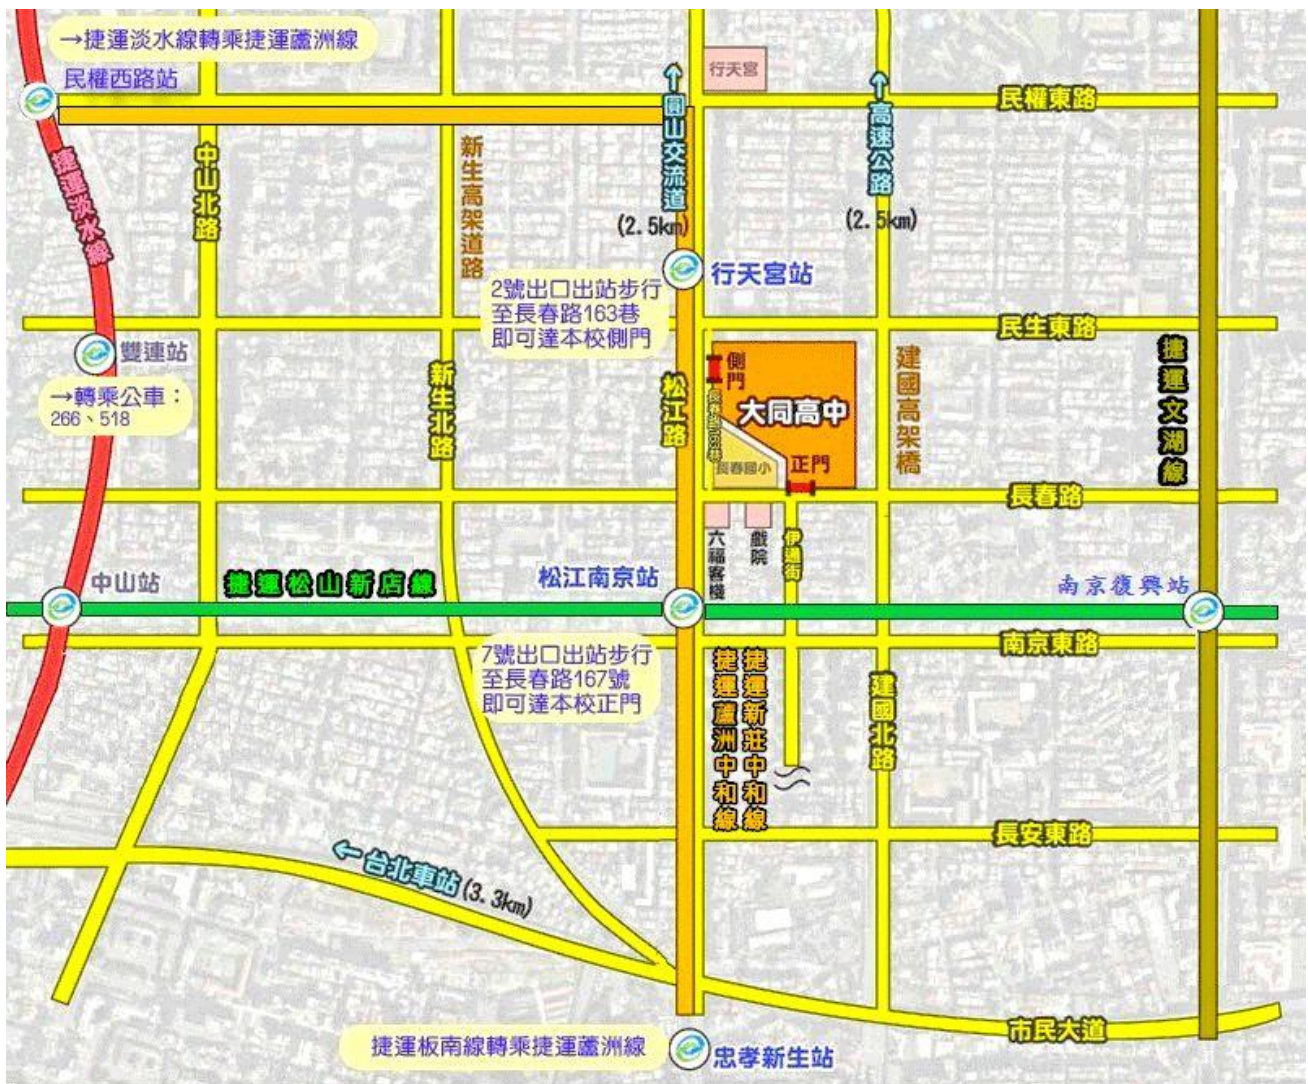 →捷運淡水線轉乘捷運蘆洲線
民權西路站
行天宮
民權東路
圓山交流道
(2.5km)
高速公路
(2.5km)
捷運淡水線
中山北路
新生高架道路
行天宮站
2號出口出站步行
至長春路163巷
即可達本校側門
民生東路
雙連站
→轉乘公車：
266、518
新生北路
松江路
側門
長春路163巷
大同高中
長春國小
正門
建國高架橋
捷運文湖線
長春路
六福客棧
戲院
伊通街
中山站
捷運松山新店線
松江南京站
南京復興站
南京東路
7號出口出站步行
至長春路167號
即可達本校正門
捷運蘆洲中和線
捷運新莊中和線
建國北路
長安東路
←台北車站(3.3km)
市民大道
捷運板南線轉乘捷運蘆洲線
忠孝新生站